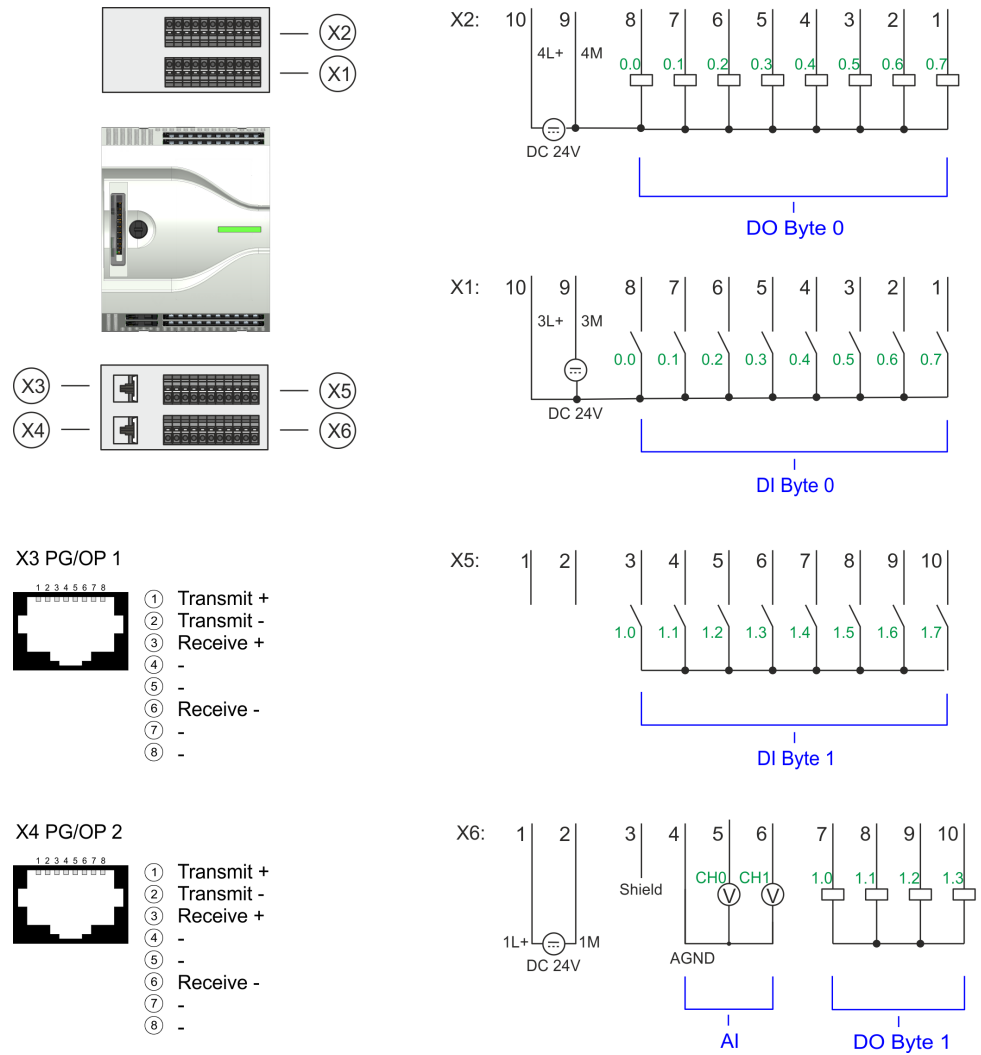 X2
X1
X3
X5
X4
X6
X2: 10 9 8 7 6 5 4 3 2 1
4L+ 4M
0.0 0.1 0.2 0.3 0.4 0.5 0.6 0.7
DC 24V
DO Byte 0
X1: 10 9 8 7 6 5 4 3 2 1
3L+ 3M
0.0 0.1 0.2 0.3 0.4 0.5 0.6 0.7
DC 24V
DI Byte 0
X3 PG/OP 1
1 2 3 4 5 6 7 8
1 Transmit +
2 Transmit -
3 Receive +
4 -
5 -
6 Receive -
7 -
8 -
X5: 1 2 3 4 5 6 7 8 9 10
1.0 1.1 1.2 1.3 1.4 1.5 1.6 1.7
DI Byte 1
X4 PG/OP 2
1 2 3 4 5 6 7 8
1 Transmit +
2 Transmit -
3 Receive +
4 -
5 -
6 Receive -
7 -
8 -
X6: 1 2 3 4 5 6 7 8 9 10
CH0 CH1 1.0 1.1 1.2 1.3
Shield
V V
1L+ 1M
DC 24V
AGND
AI
DO Byte 1